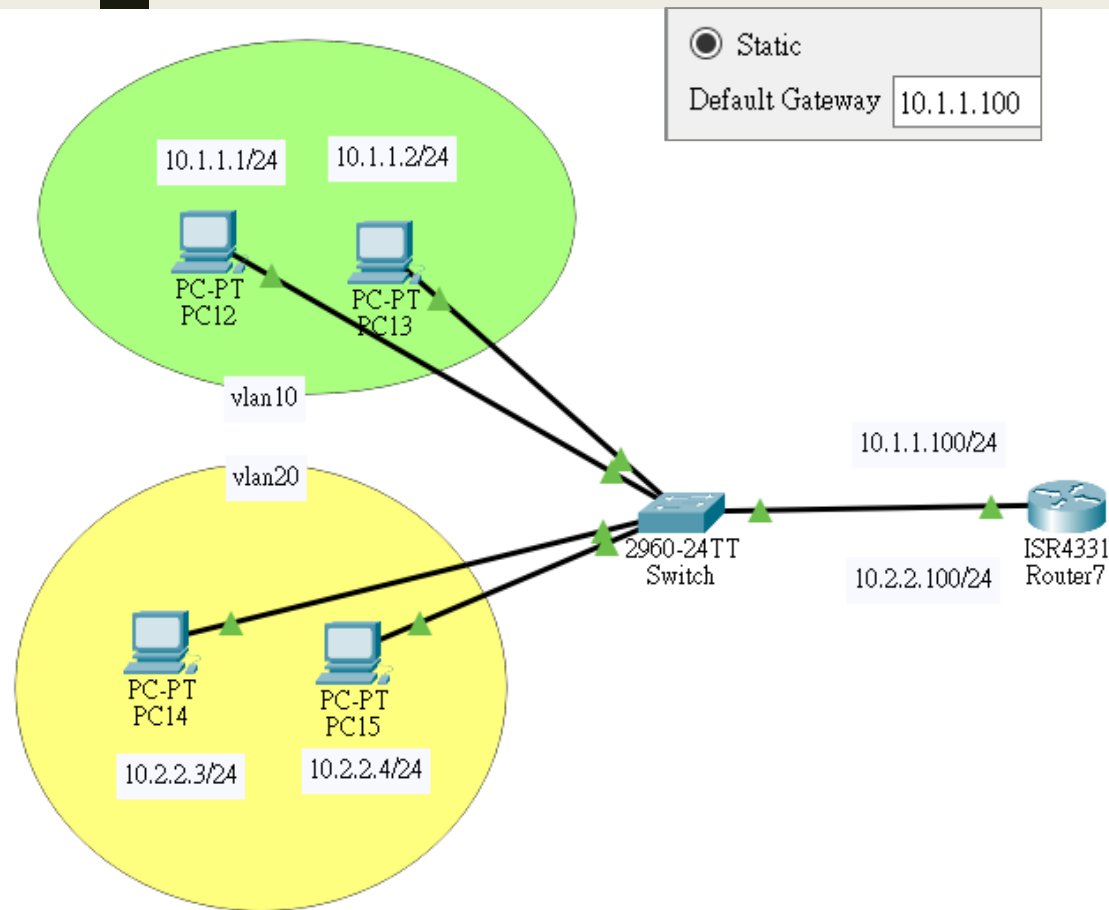 Static
Default Gateway 10.1.1.100
10.1.1.1/24
10.1.1.2/24
PC-PT
PC12
PC-PT
PC13
vlan10
vlan20
10.1.1.100/24
2960-24TT
Switch
ISR4331
Router7
10.2.2.100/24
PC-PT
PC14
PC-PT
PC15
10.2.2.3/24
10.2.2.4/24